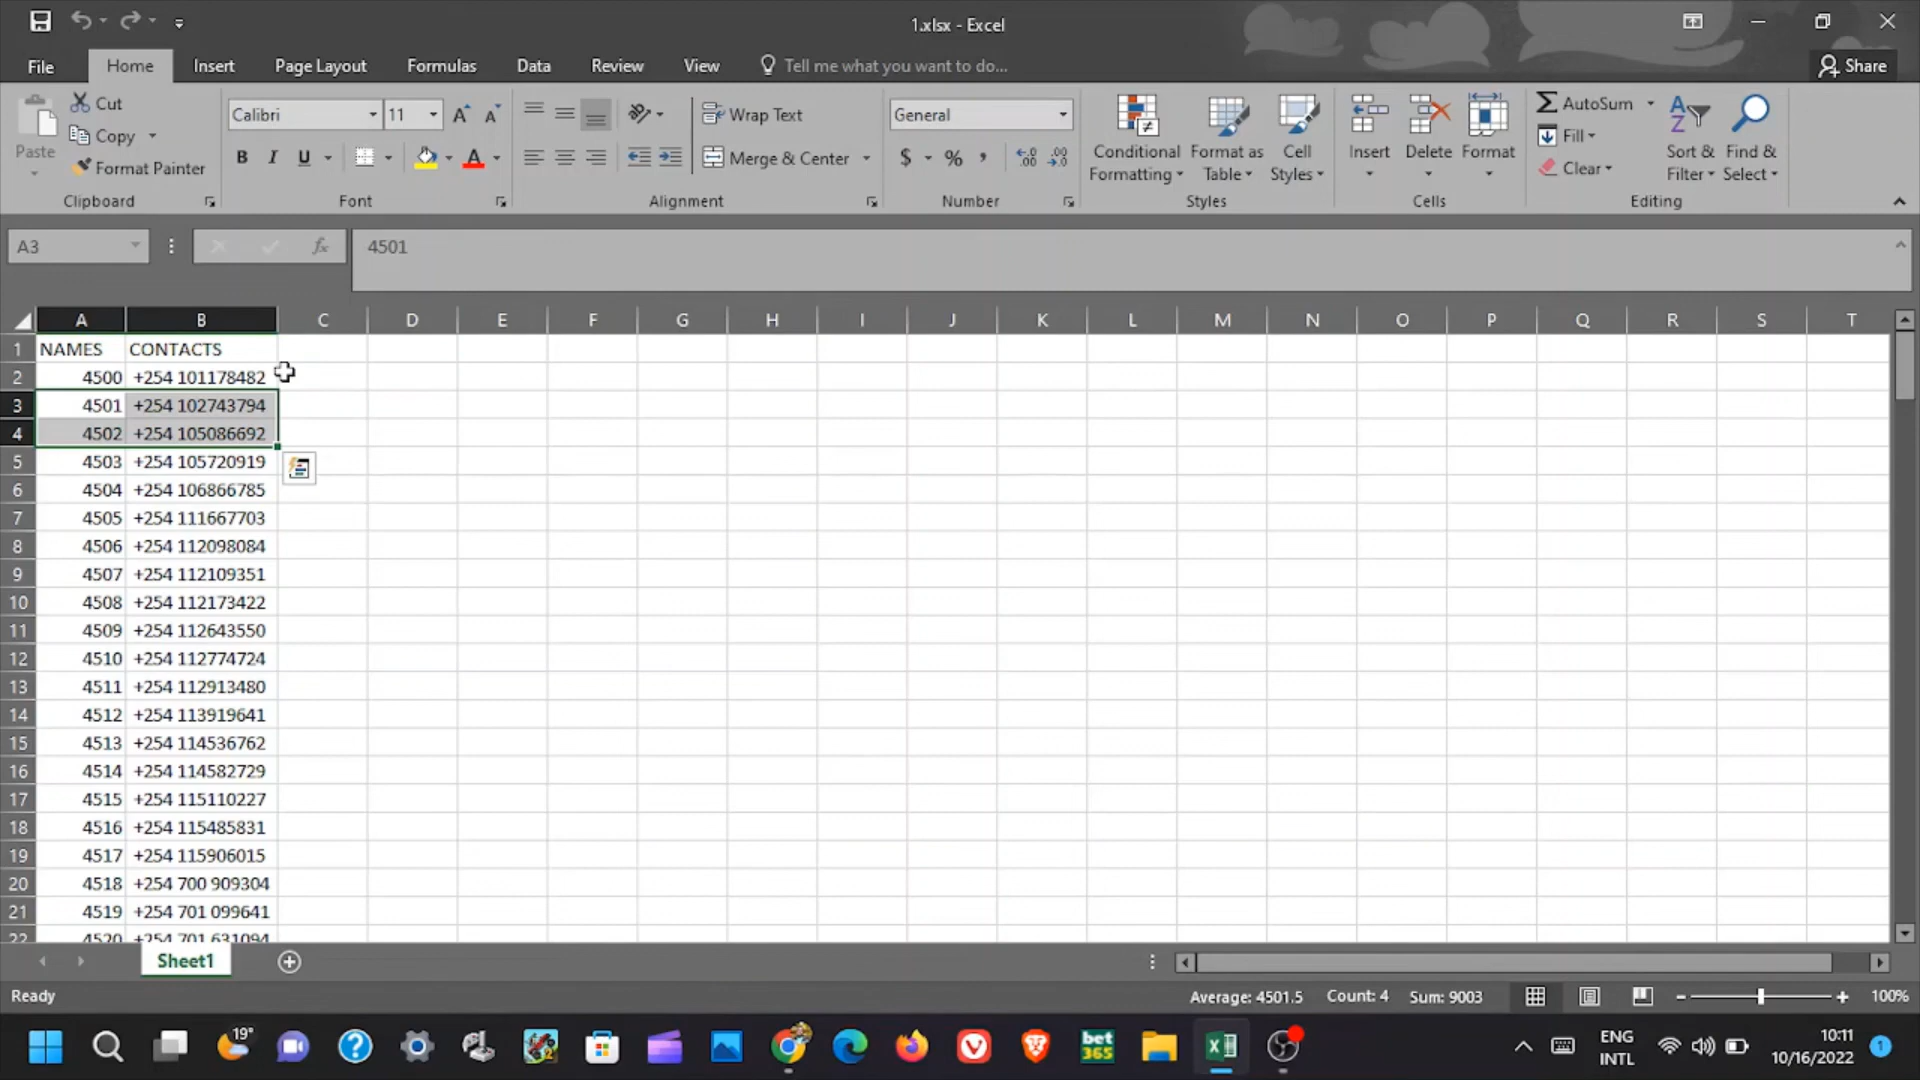 1.xlsx - Excel
File Home Insert Page Layout Formulas Data Review View Tell me what you want to do... Share
Paste Cut Copy Format Painter Clipboard
Calibri 11 B I U Font
Wrap Text Merge & Center Alignment
General $ % , Number
Conditional Formatting Format as Table Cell Styles Styles
Insert Delete Format Cells
AutoSum Fill Clear Sort & Filter Find & Select Editing
A3 fx 4501
A B C D E F G H I J K L M N O P Q R S T
1 NAMES CONTACTS
2 4500 +254 101178482
3 4501 +254 102743794
4 4502 +254 105086692
5 4503 +254 105720919
6 4504 +254 106866785
7 4505 +254 111667703
8 4506 +254 112098084
9 4507 +254 112109351
10 4508 +254 112173422
11 4509 +254 112643550
12 4510 +254 112774724
13 4511 +254 112913480
14 4512 +254 113919641
15 4513 +254 114536762
16 4514 +254 114582729
17 4515 +254 115110227
18 4516 +254 115485831
19 4517 +254 115906015
20 4518 +254 700 909304
21 4519 +254 701 099641
22 4520 +254 701 631094
Sheet1
Ready Average: 4501.5 Count: 4 Sum: 9003 100%
19° bet365 ENG INTL 10:11 10/16/2022 1